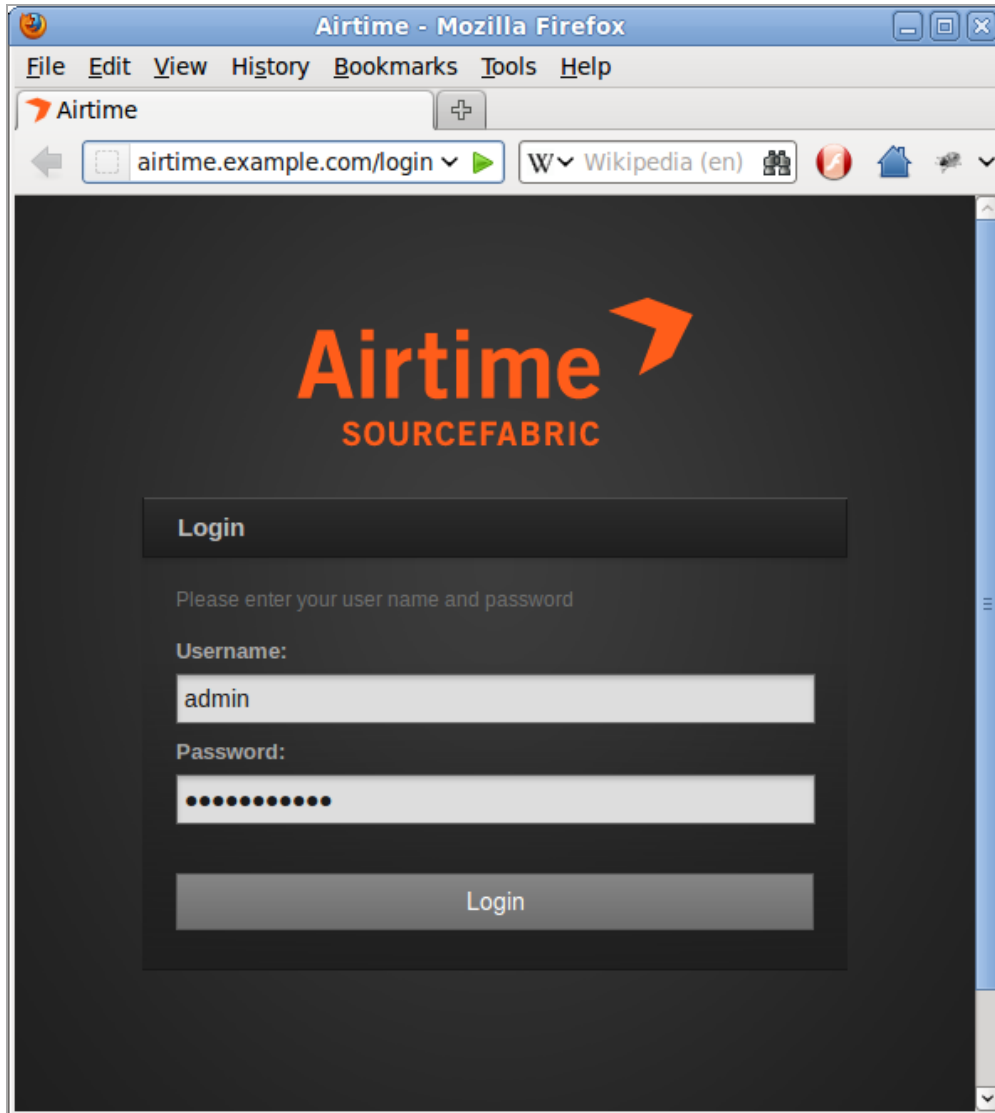 Airtime - Mozilla Firefox
File Edit View History Bookmarks Tools Help
Airtime
airtime.example.com/login W Wikipedia (en)
Airtime
SOURCEFABRIC
Login
Please enter your user name and password
Username:
admin
Password:
•••••••••••
Login